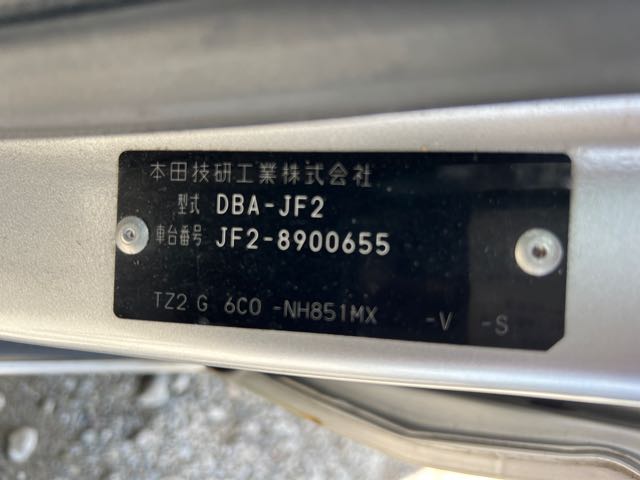 本田技研工業株式会社
型式 DBA-JF2
車台番号 JF2-8900655
TZ2 G 6C0 -NH851MX -V -S